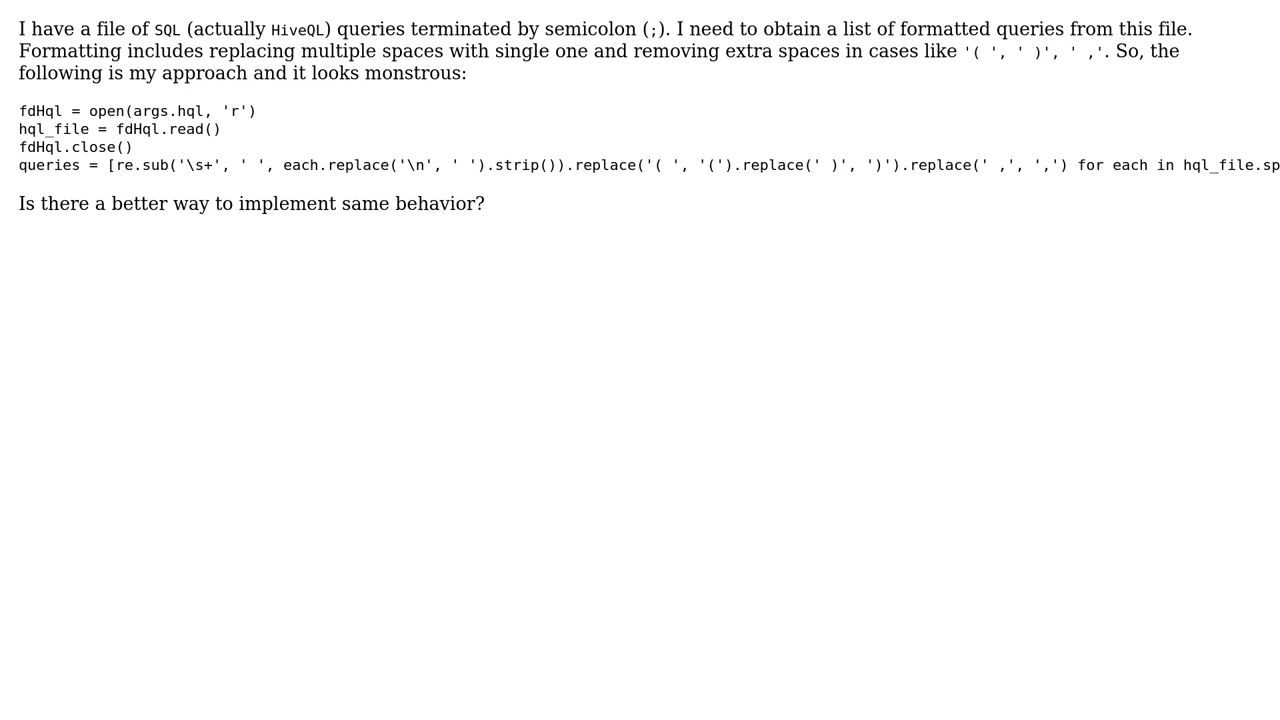 I have a file of SQL (actually HiveQL) queries terminated by semicolon (;). I need to obtain a list of formatted queries from this file.
Formatting includes replacing multiple spaces with single one and removing extra spaces in cases like '( ', ' )', ' ,'. So, the
following is my approach and it looks monstrous:
fdHql = open(args.hql, 'r')
hql_file = fdHql.read()
fdHql.close()
queries = [re.sub('\s+', ' ', each.replace('\n', ' ').strip()).replace('( ', '(').replace(' )', ')').replace(' ,', ',') for each in hql_file.sp
Is there a better way to implement same behavior?